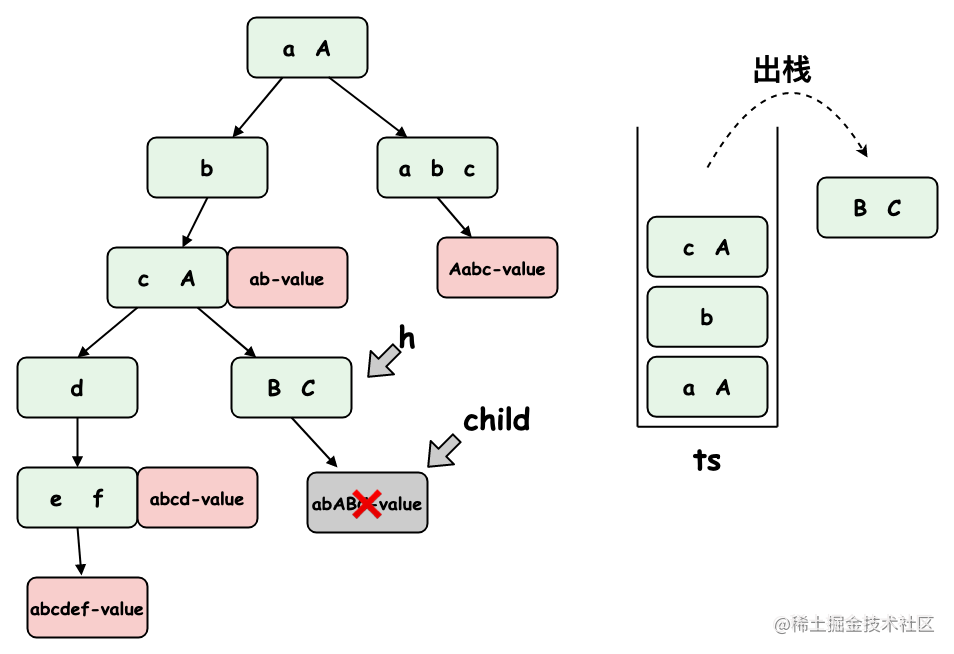 a A
b
a b c
c A
ab-value
Aabc-value
h
d
B C
child
e f
abcd-value
abcdef-value
出栈
B C
c A
b
a A
ts
@稀土掘金技术社区